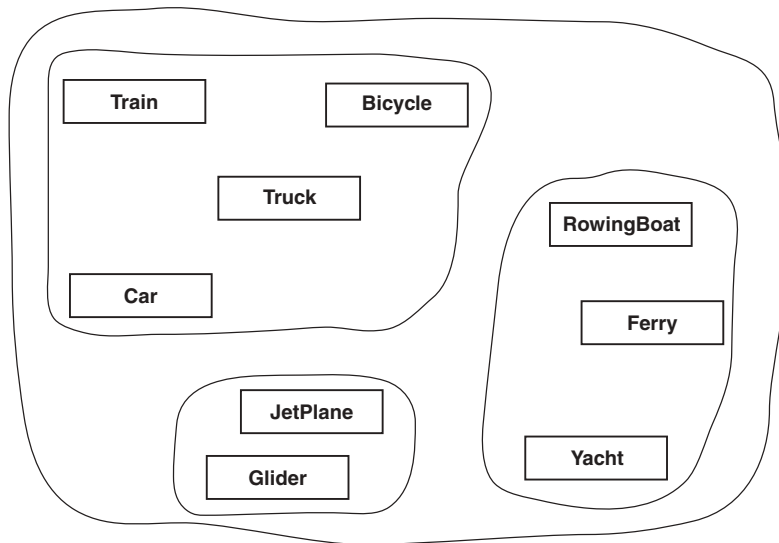 Train
Bicycle
Truck
RowingBoat
Car
Ferry
JetPlane
Yacht
Glider